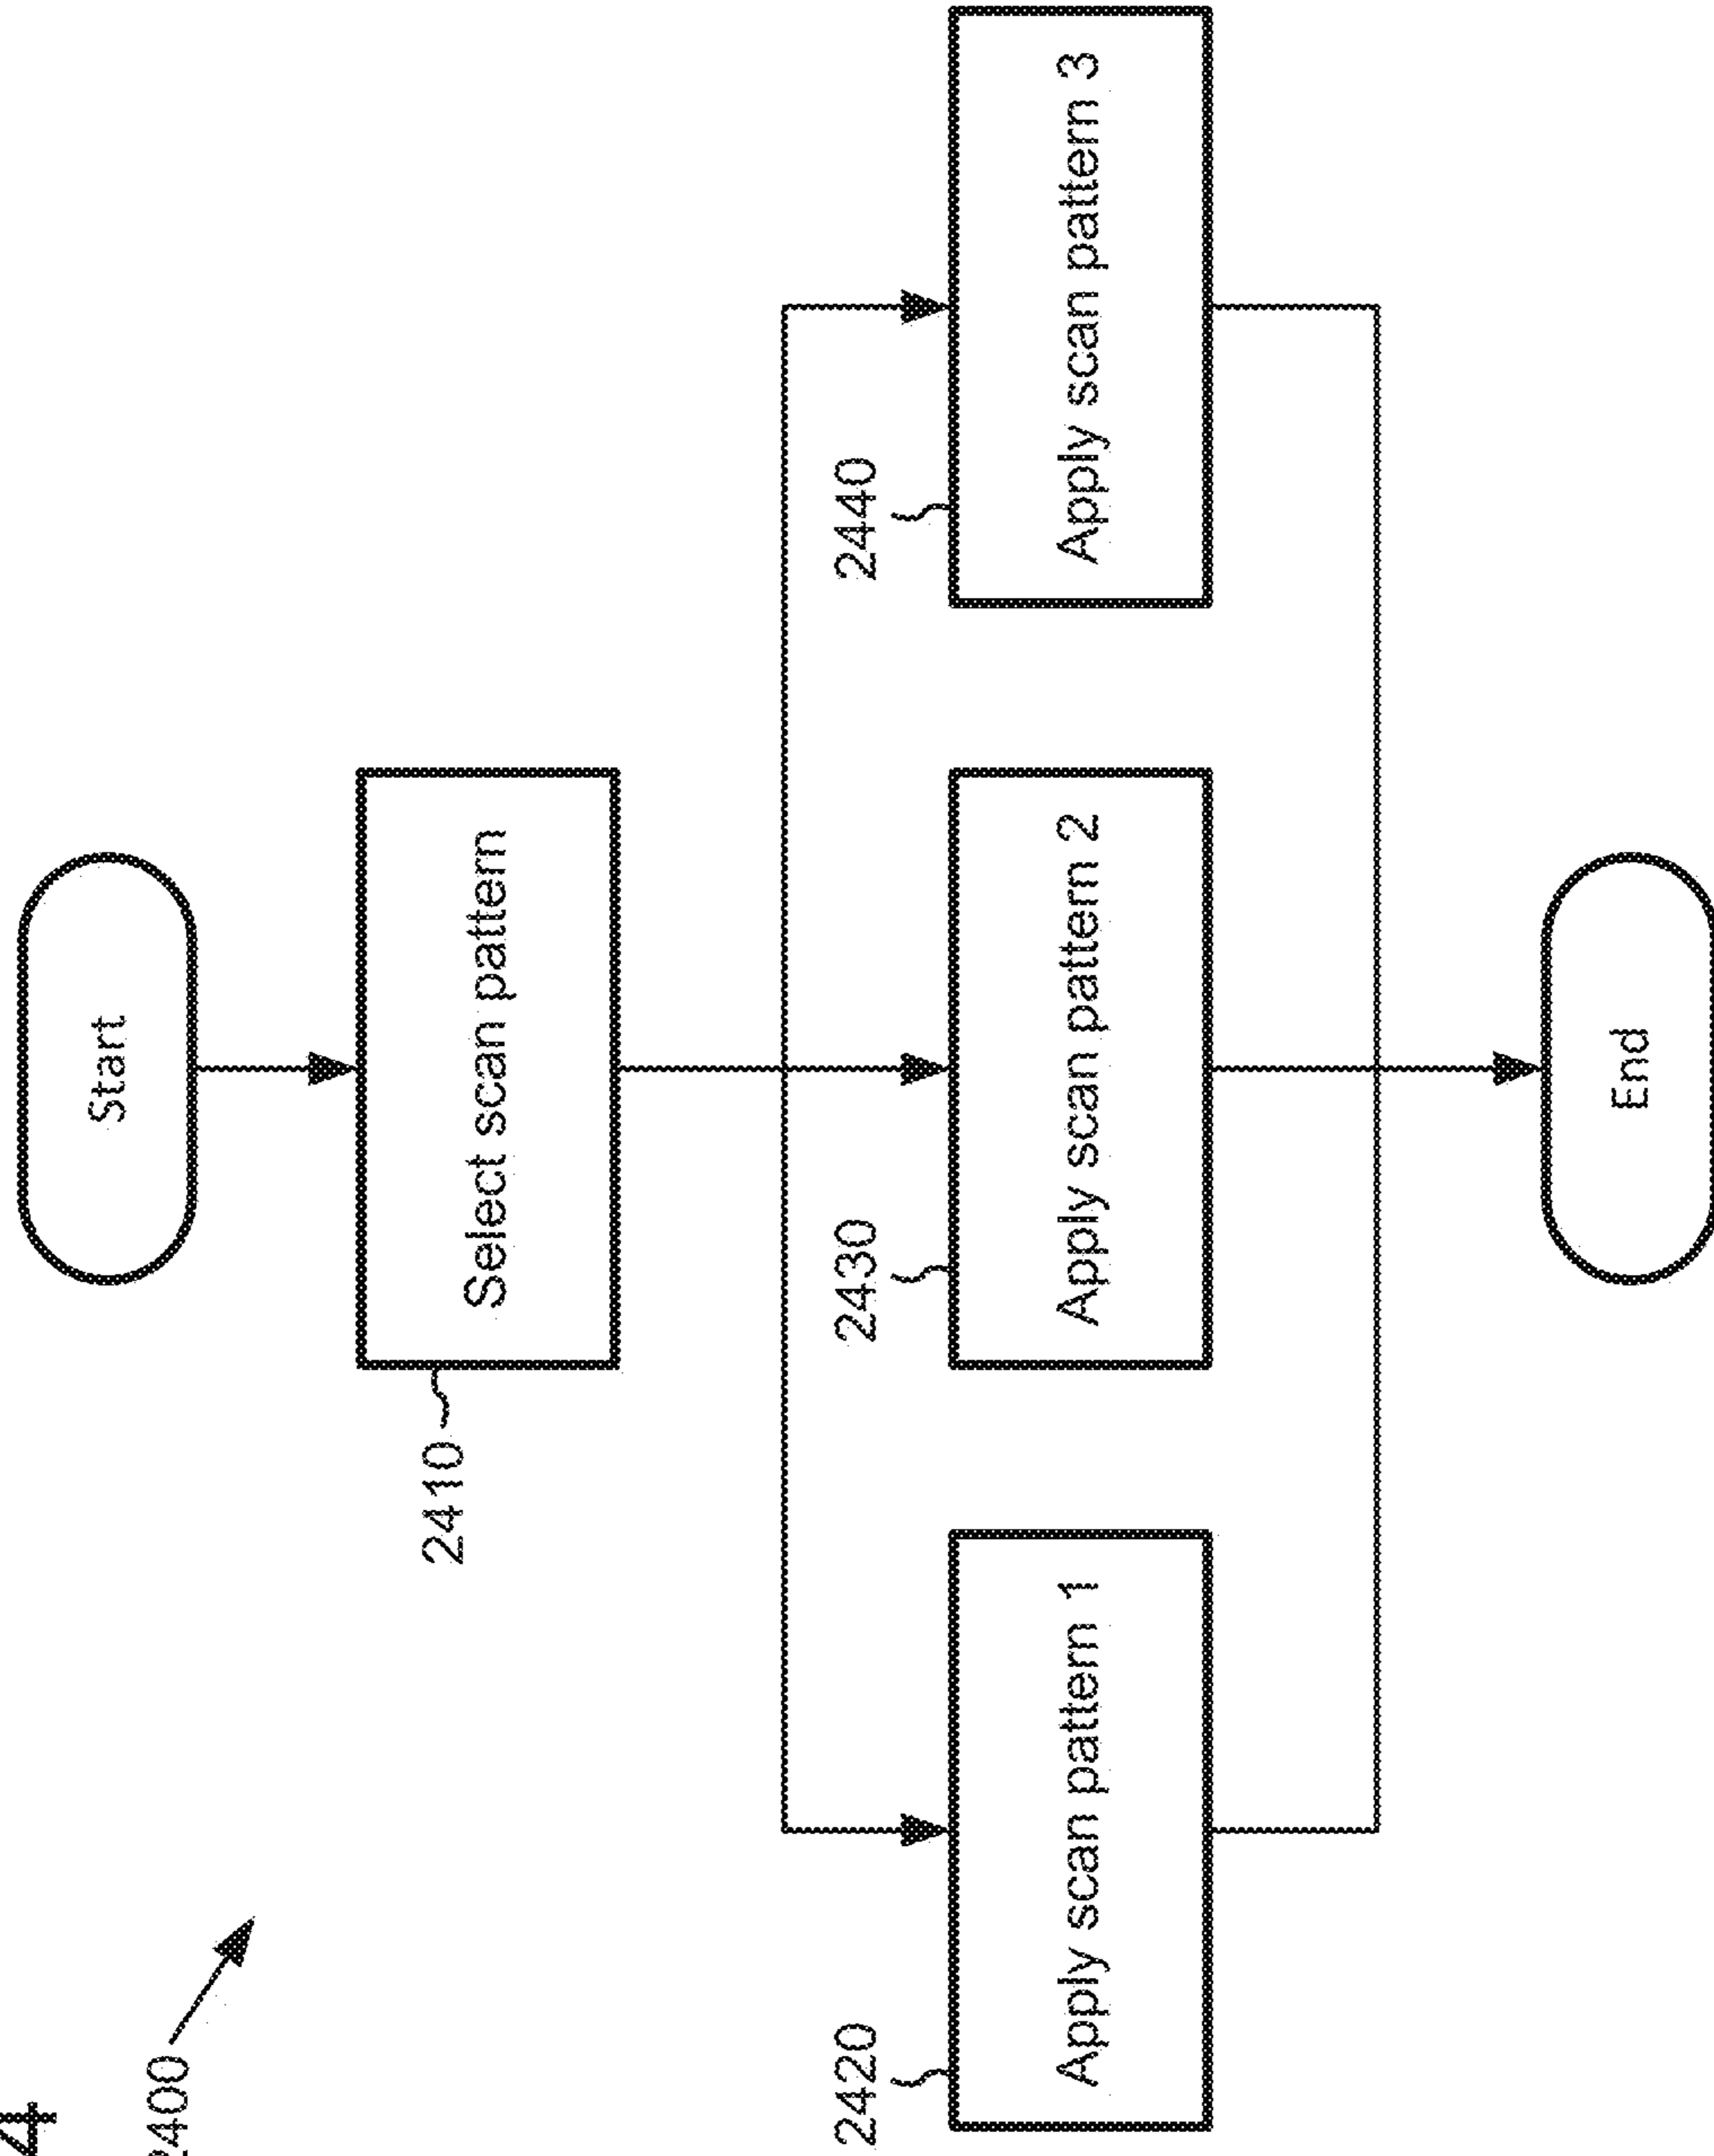 2400
Start
2410
Select scan pattern
2420
2430
2440
Apply scan pattern 1
Apply scan pattern 2
Apply scan pattern 3
End